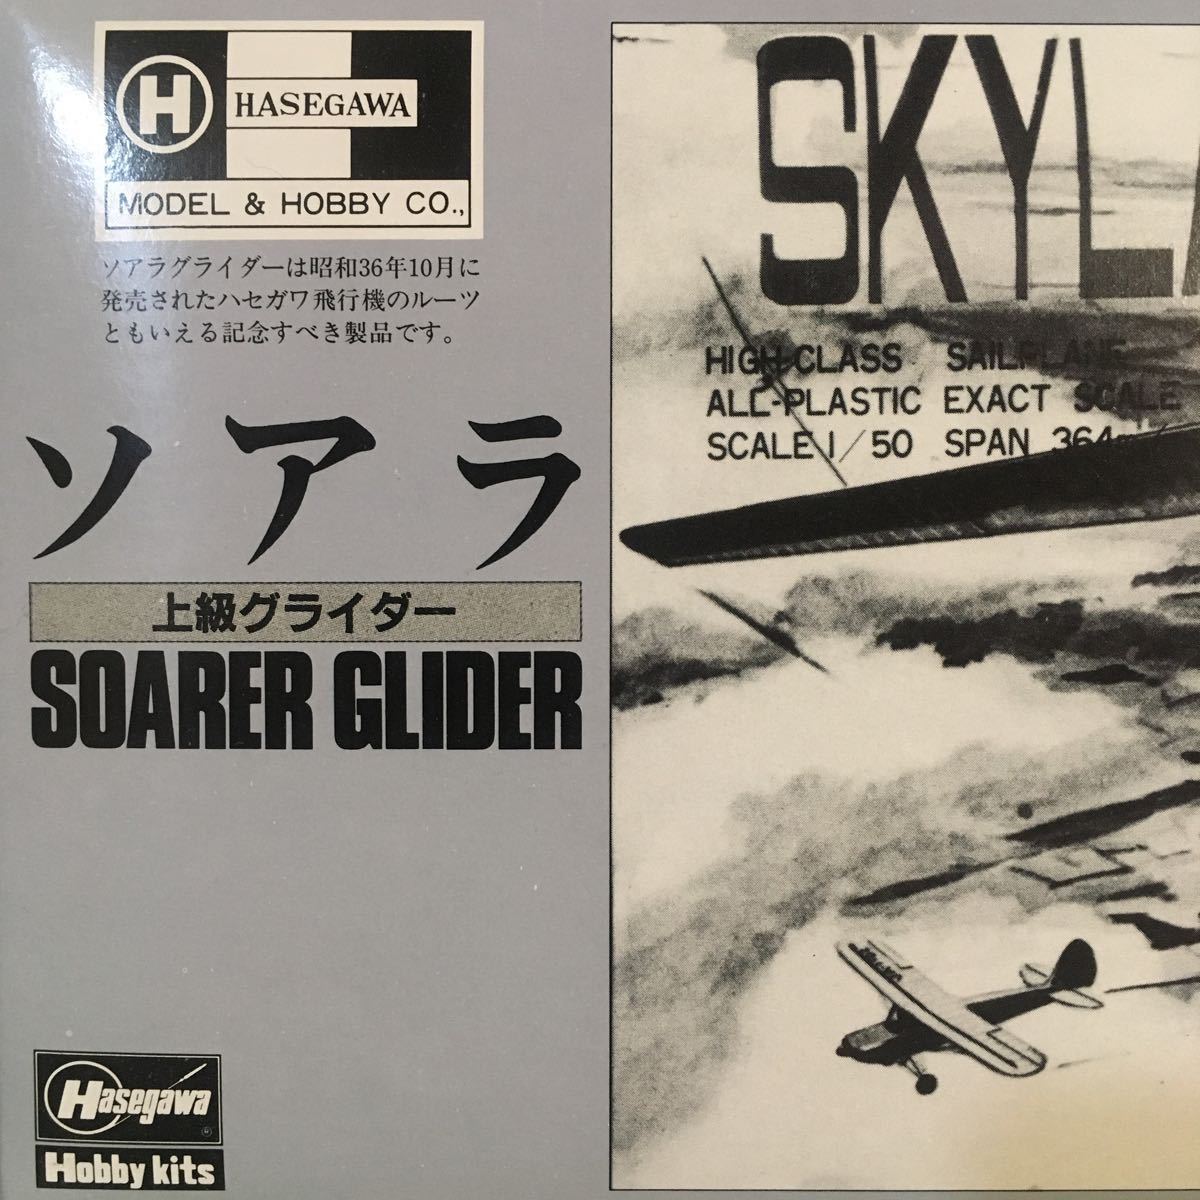 H HASEGAWA
MODEL & HOBBY CO.,
ソアラグライダーは昭和36年10月に
発売されたハセガワ飛行機のルーツ
ともいえる記念すべき製品です。
ソアラ
上級グライダー
SOARER GLIDER
Hasegawa
Hobby kits
SKYLA
HIGH-CLASS SAILPLANE
ALL-PLASTIC EXACT SCALE
SCALE 1/50 SPAN 364m/